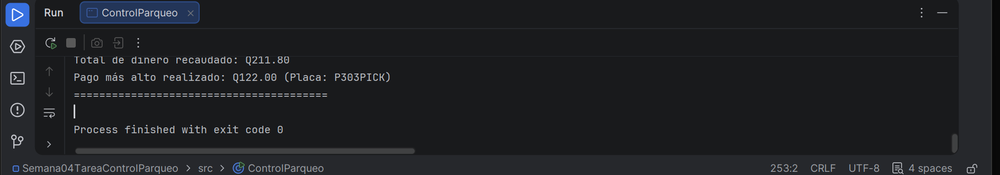 Run ControlParqueo
Total de dinero recaudado: Q211.80
Pago más alto realizado: Q122.00 (Placa: P303PICK)
========================================
Process finished with exit code 0
Semana04TareaControlParqueo > src > ControlParqueo 253:2 CRLF UTF-8 4 spaces